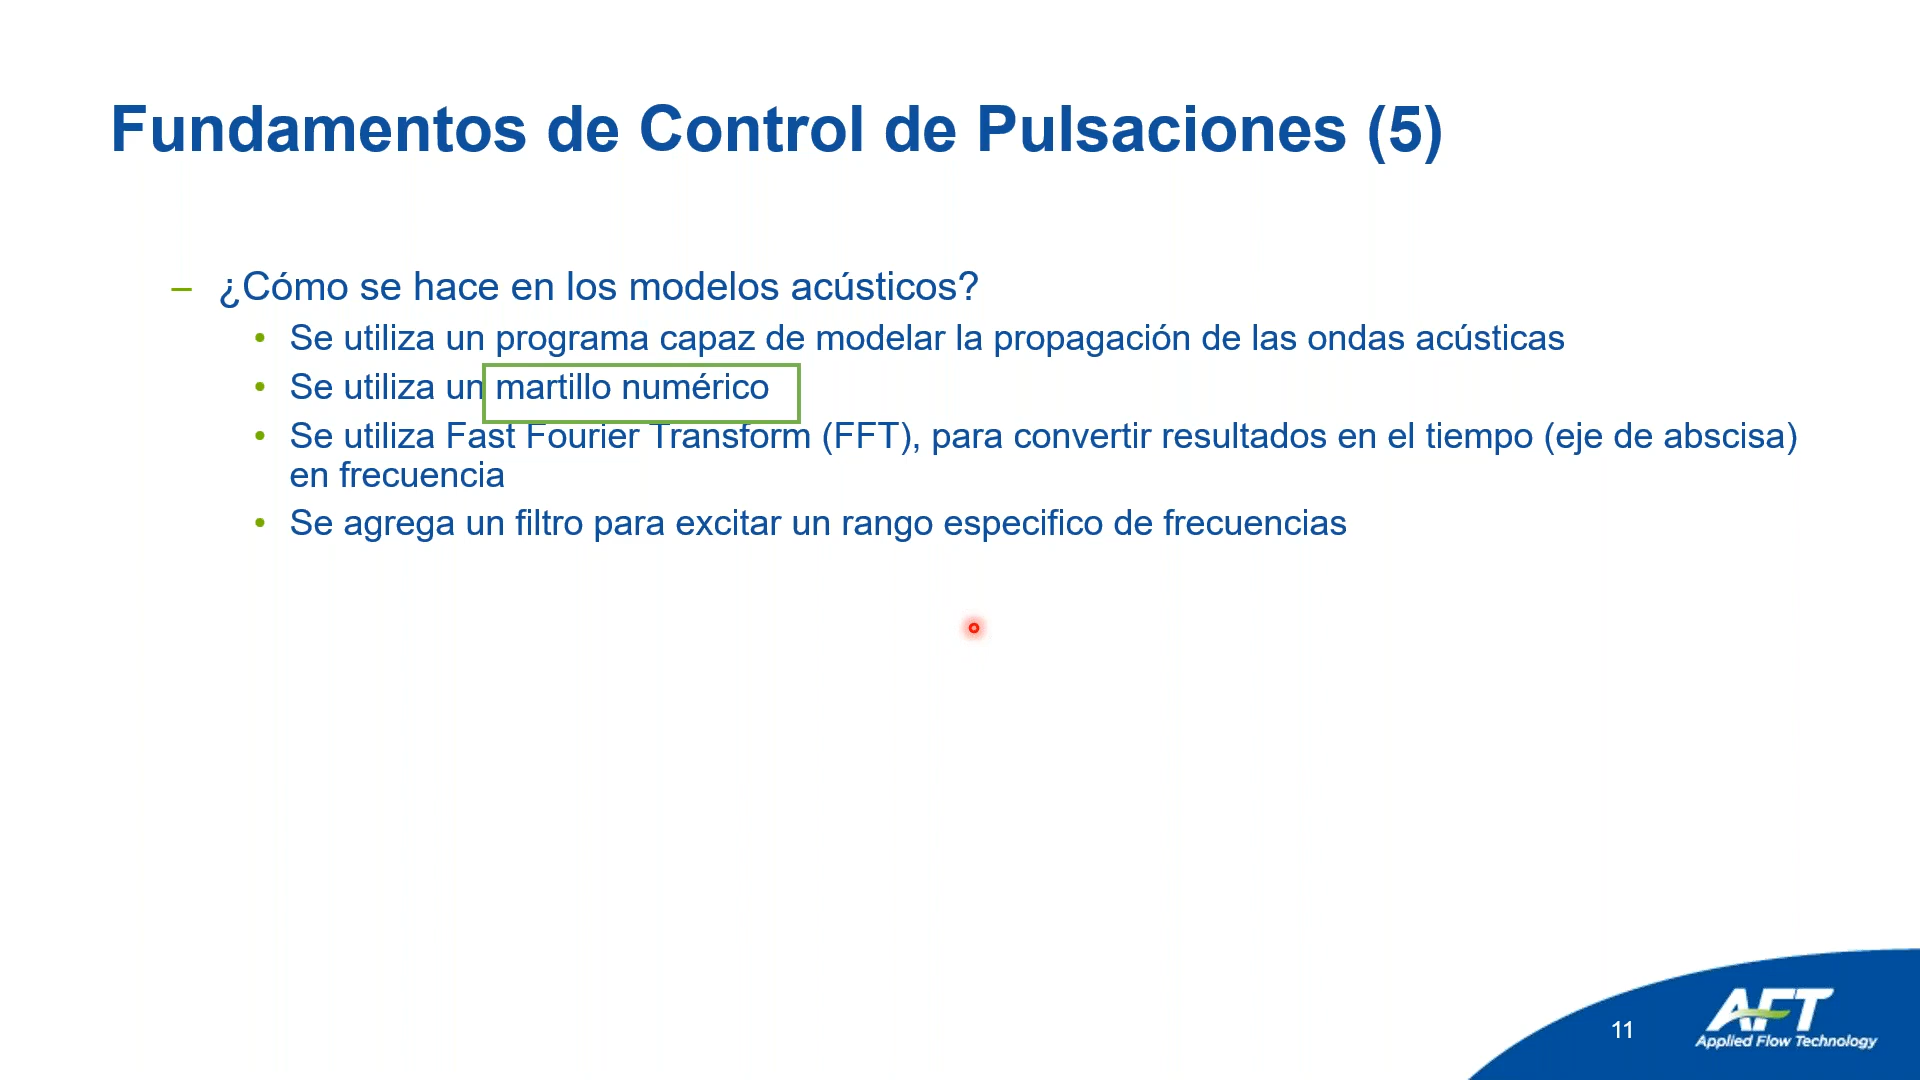 Fundamentos de Control de Pulsaciones (5)
– ¿Cómo se hace en los modelos acústicos?
• Se utiliza un programa capaz de modelar la propagación de las ondas acústicas
• Se utiliza un martillo numérico
• Se utiliza Fast Fourier Transform (FFT), para convertir resultados en el tiempo (eje de abscisa)
en frecuencia
• Se agrega un filtro para excitar un rango especifico de frecuencias
11
AFT
Applied Flow Technology